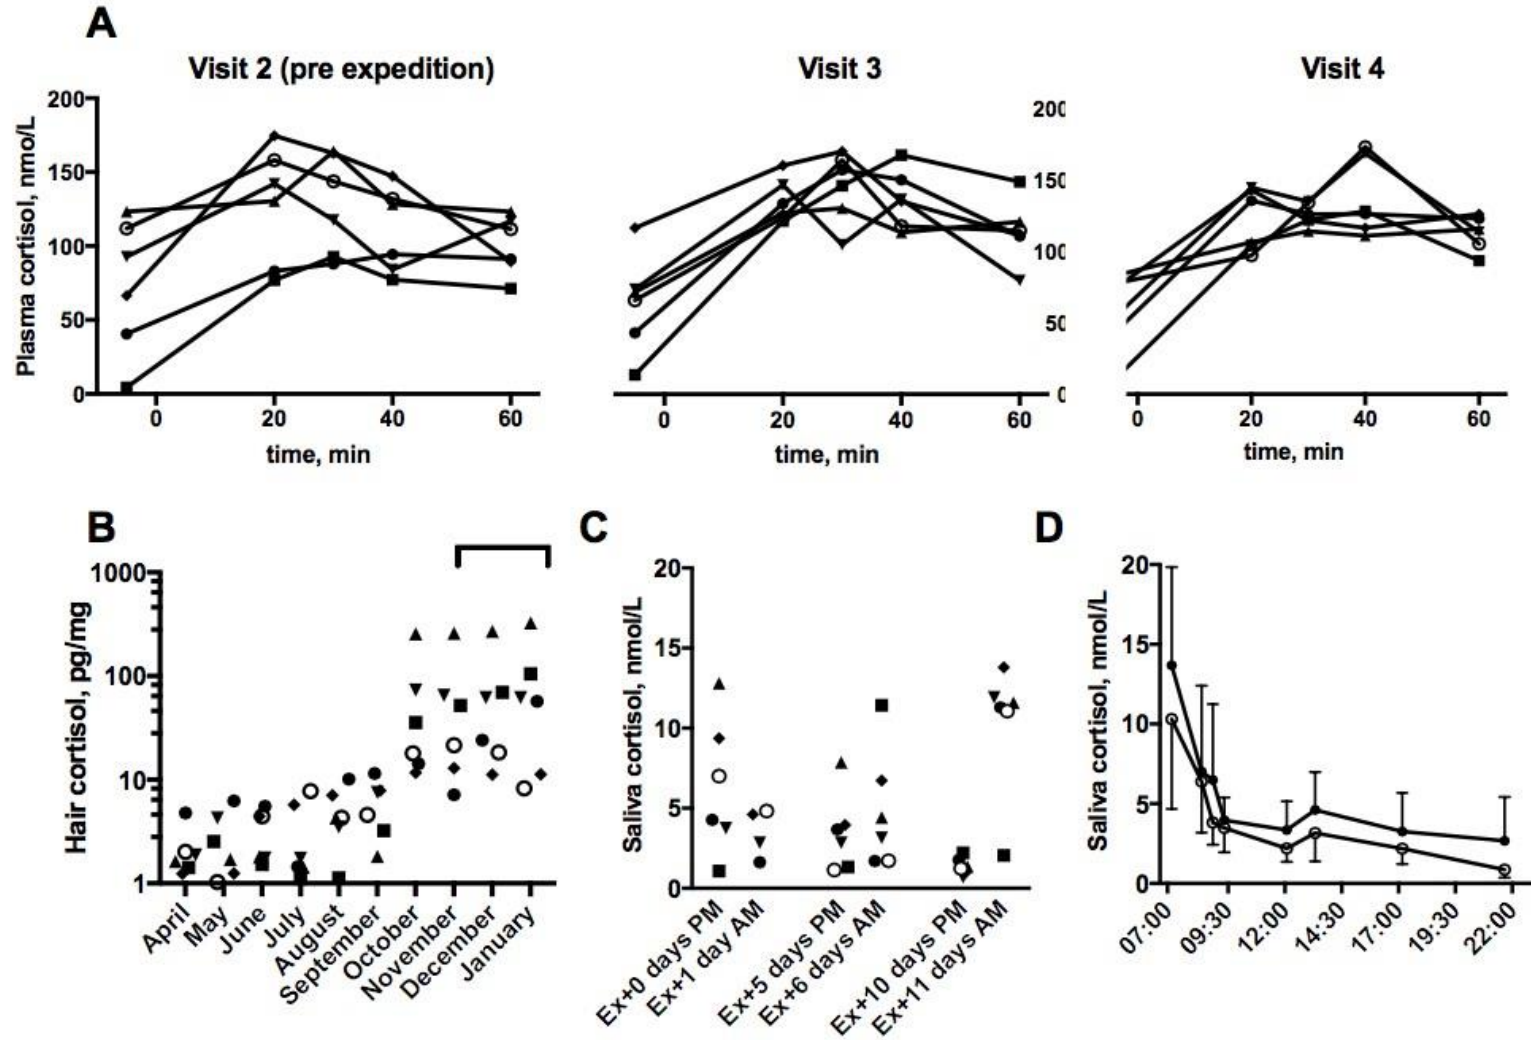 A
Visit 2 (pre expedition)
Visit 3
Visit 4
Plasma cortisol, nmo/L
200
150
100
50
0
0 20 40 60
time, min
200
150
100
50
0
0 20 40 60
time, min
0 20 40 60
time, min
B
Hair cortisol, pg/mg
1000
100
10
1
April
May
June
July
August
September
October
November
December
January
C
Saliva cortisol, nmol/L
20
15
10
5
0
Ex+0 days PM
Ex+1 day AM
Ex+5 days PM
Ex+6 days AM
Ex+10 days PM
Ex+11 days AM
D
Saliva cortisol, nmol/L
20
15
10
5
0
07:00
09:30
12:00
14:30
17:00
19:30
22:00